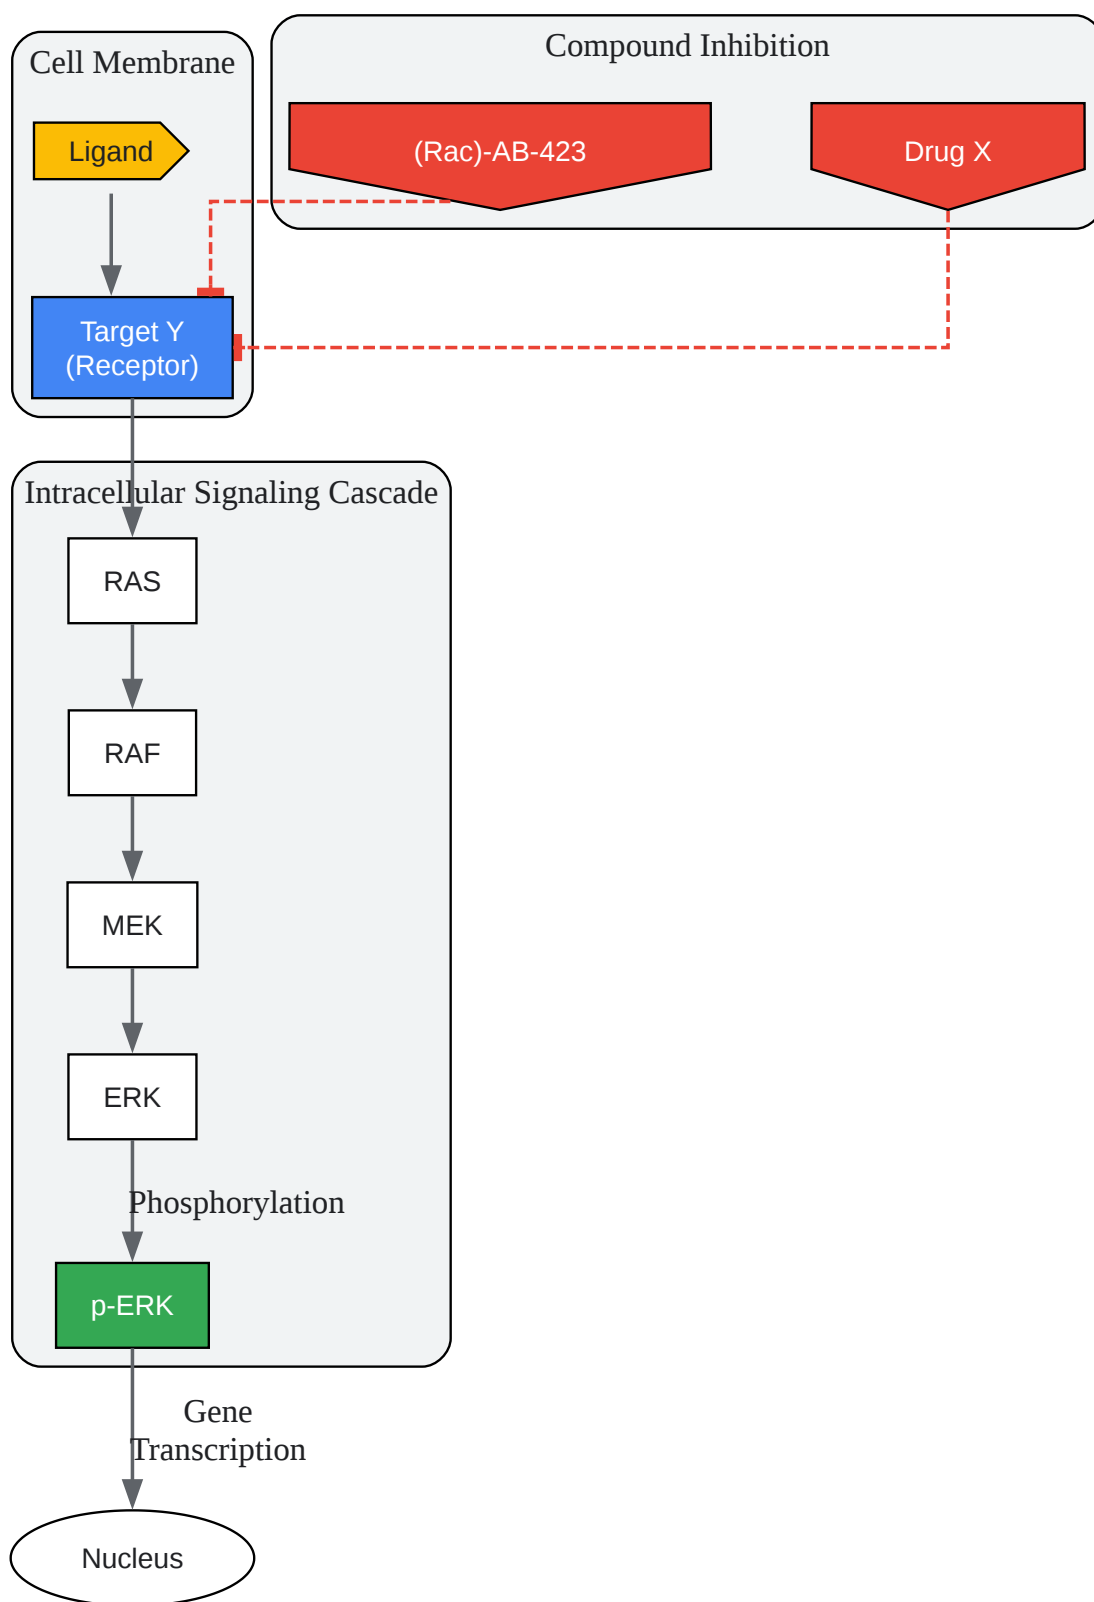 Cell Membrane
Compound Inhibition
Ligand
(Rac)-AB-423
Drug X
Target Y
(Receptor)
Intracellular Signaling Cascade
RAS
RAF
MEK
ERK
Phosphorylation
p-ERK
Gene
Transcription
Nucleus